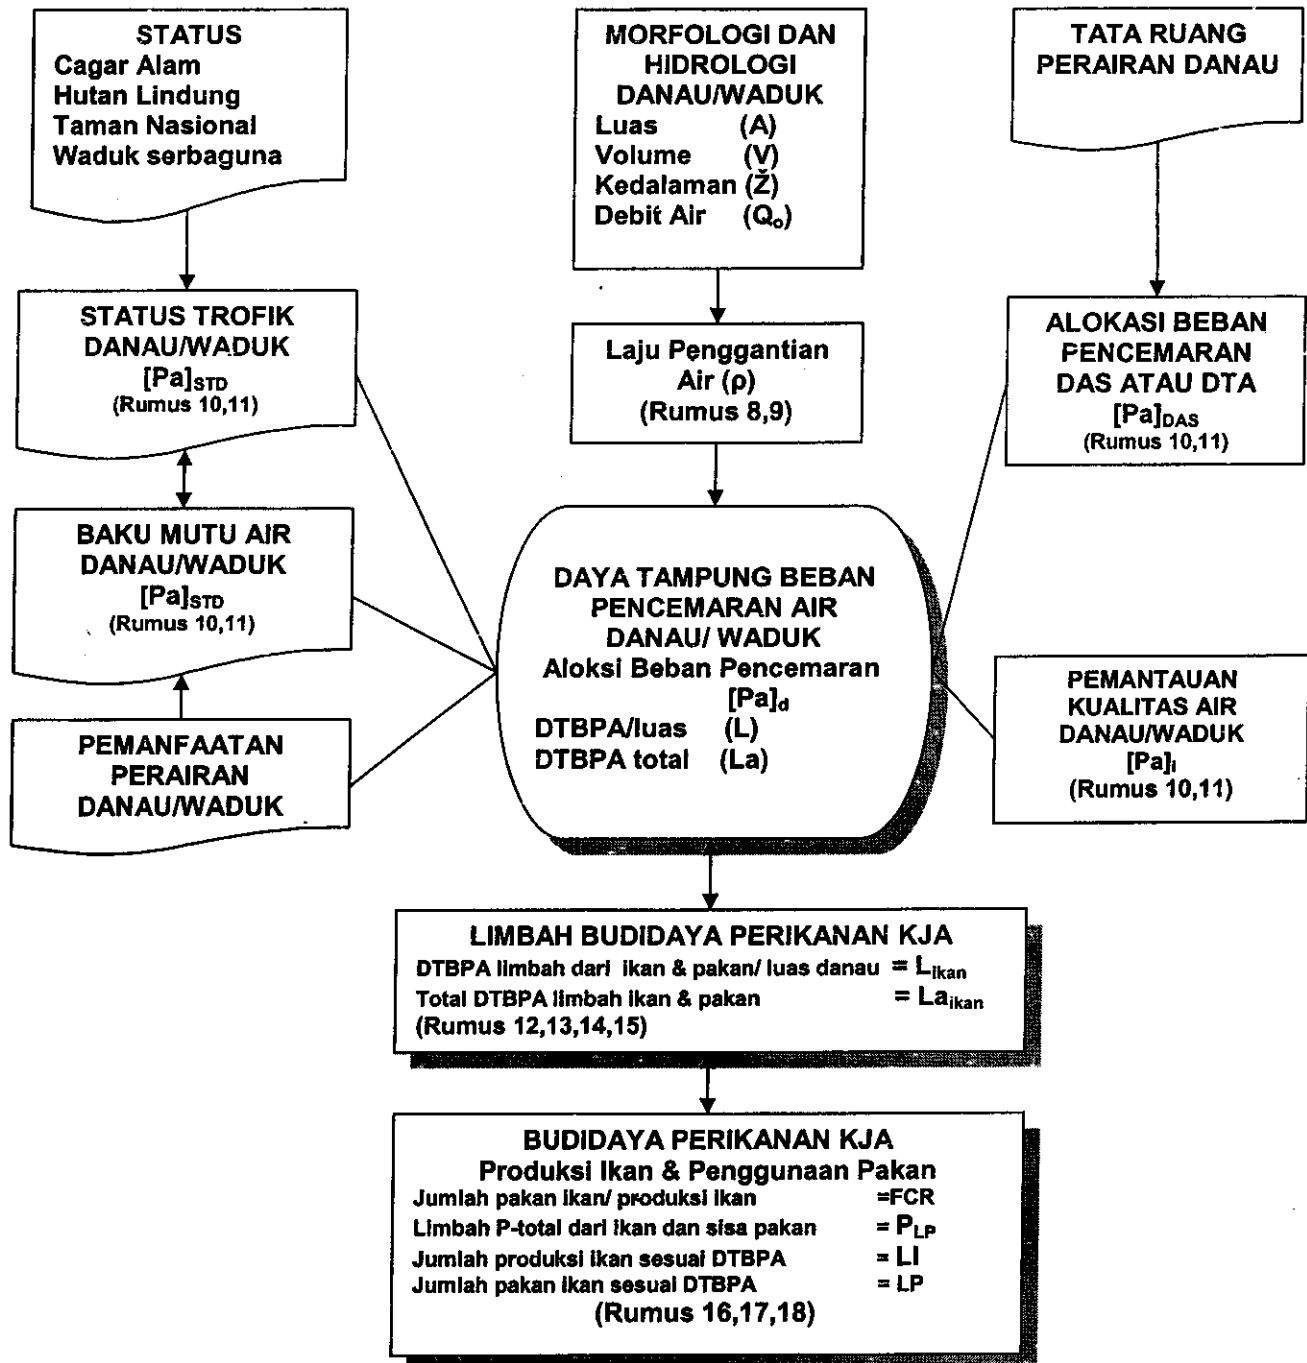 STATUS
Cagar Alam
Hutan Lindung
Taman Nasional
Waduk serbaguna
MORFOLOGI DAN
HIDROLOGI
DANAU/WADUK
Luas (A)
Volume (V)
Kedalaman (Ž)
Debit Air (Qₒ)
TATA RUANG
PERAIRAN DANAU
STATUS TROFIK
DANAU/WADUK
[Pa]STD
(Rumus 10,11)
Laju Penggantian
Air (ρ)
(Rumus 8,9)
ALOKASI BEBAN
PENCEMARAN
DAS ATAU DTA
[Pa]DAS
(Rumus 10,11)
BAKU MUTU AIR
DANAU/WADUK
[Pa]STD
(Rumus 10,11)
DAYA TAMPUNG BEBAN
PENCEMARAN AIR
DANAU/ WADUK
Aloksi Beban Pencemaran
[Pa]d
DTBPA/luas (L)
DTBPA total (La)
PEMANTAUAN
KUALITAS AIR
DANAU/WADUK
[Pa]i
(Rumus 10,11)
PEMANFAATAN
PERAIRAN
DANAU/WADUK
LIMBAH BUDIDAYA PERIKANAN KJA
DTBPA limbah dari ikan & pakan/ luas danau = Likan
Total DTBPA limbah ikan & pakan = Laikan
(Rumus 12,13,14,15)
BUDIDAYA PERIKANAN KJA
Produksi Ikan & Penggunaan Pakan
Jumlah pakan ikan/ produksi ikan =FCR
Limbah P-total dari ikan dan sisa pakan = PLP
Jumlah produksi ikan sesuai DTBPA = LI
Jumlah pakan ikan sesuai DTBPA = LP
(Rumus 16,17,18)